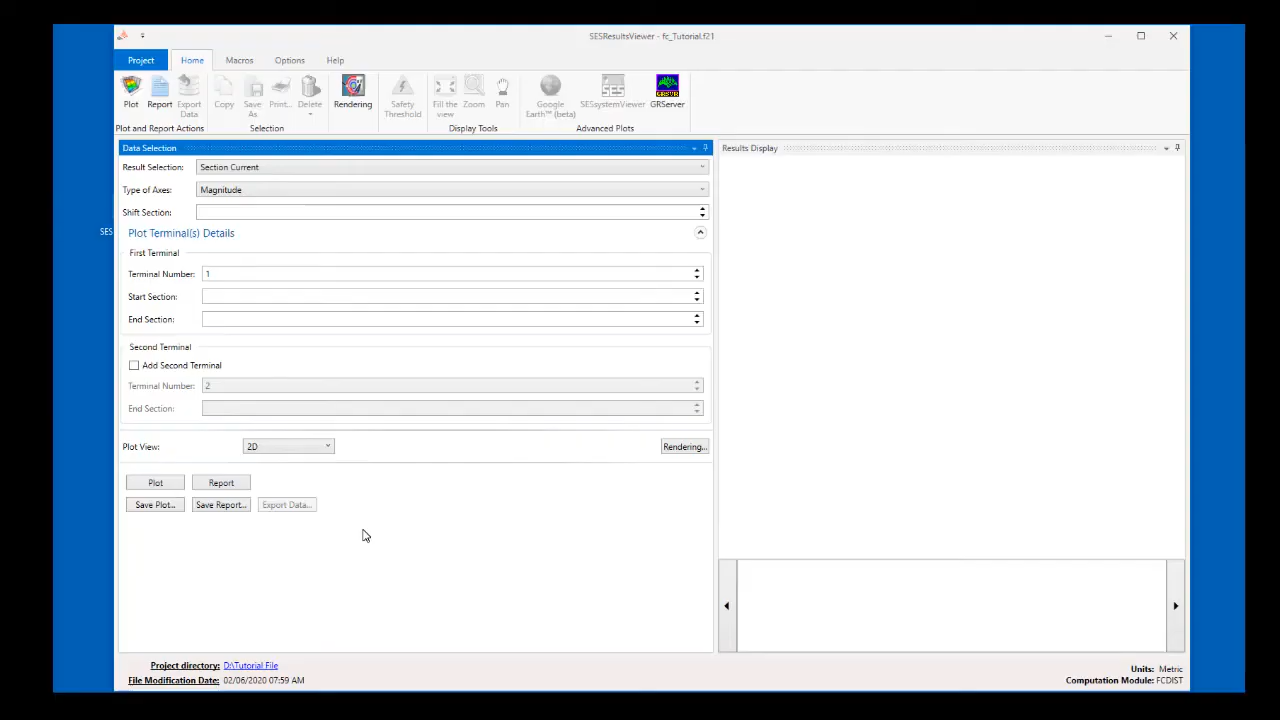 SESResultsViewer - fc_Tutorial.f21
Project Home Macros Options Help
Plot Report Export Data Copy Save As Print... Delete Rendering Safety Threshold Fill the view Zoom Pan Google Earth™ (beta) SESsystemViewer GRServer
Plot and Report Actions Selection Display Tools Advanced Plots
Data Selection
Results Display
Result Selection: Section Current
Type of Axes: Magnitude
Shift Section:
SES
Plot Terminal(s) Details
First Terminal
Terminal Number: 1
Start Section:
End Section:
Second Terminal
Add Second Terminal
Terminal Number: 2
End Section:
Plot View: 2D Rendering...
Plot Report
Save Plot... Save Report... Export Data...
Project directory: D:\Tutorial File
File Modification Date: 02/06/2020 07:59 AM
Units: Metric
Computation Module: FCDIST